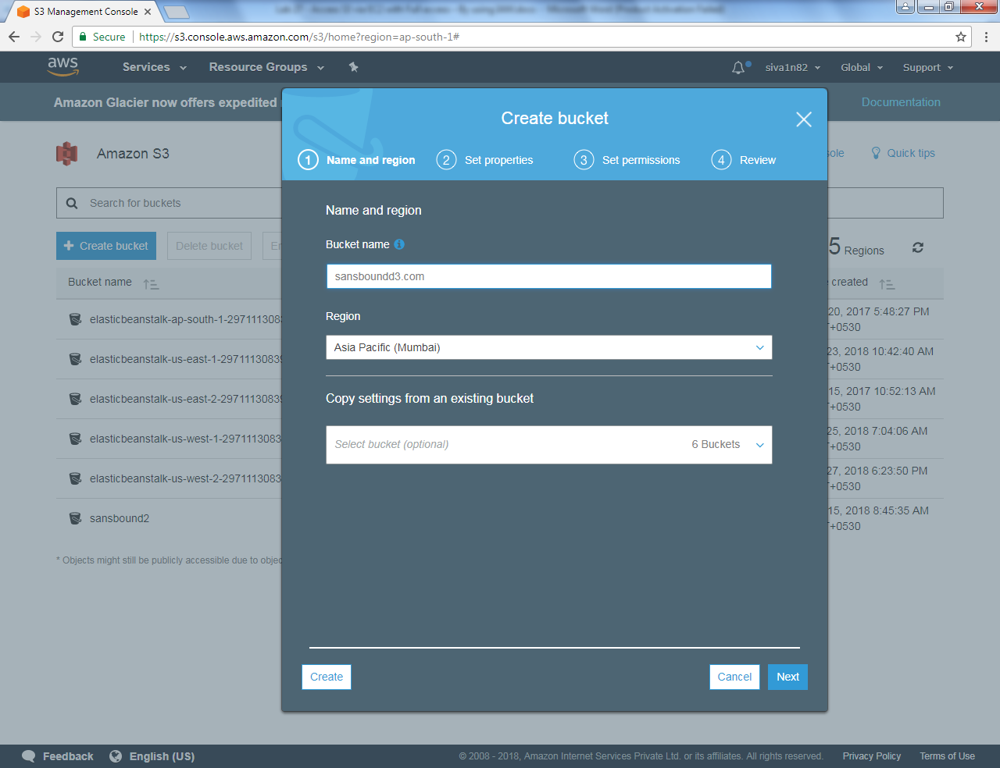 S3 Management Console
Secure https://s3.console.aws.amazon.com/s3/home?region=ap-south-1#
aws Services Resource Groups siva1n82 Global Support
Amazon Glacier now offers expedited Documentation
Create bucket
Amazon S3 Quick tips
1 Name and region 2 Set properties 3 Set permissions 4 Review
Search for buckets
Name and region
Create bucket Delete bucket 5 Regions
Bucket name
sansboundd3.com
Bucket name created
Region
Asia Pacific (Mumbai)
elasticbeanstalk-ap-south-1-2971113083 20, 2017 5:48:27 PM
+0530
elasticbeanstalk-us-east-1-29711130839 23, 2018 10:42:40 AM
+0530
Copy settings from an existing bucket
elasticbeanstalk-us-east-2-29711130839 15, 2017 10:52:13 AM
+0530
Select bucket (optional) 6 Buckets
elasticbeanstalk-us-west-1-2971113083 25, 2018 7:04:06 AM
+0530
elasticbeanstalk-us-west-2-2971113083 27, 2018 6:23:50 PM
+0530
sansbound2 15, 2018 8:45:35 AM
+0530
* Objects might still be publicly accessible due to objec
Create Cancel Next
Feedback English (US) © 2008 - 2018, Amazon Internet Services Private Ltd. or its affiliates. All rights reserved. Privacy Policy Terms of Use